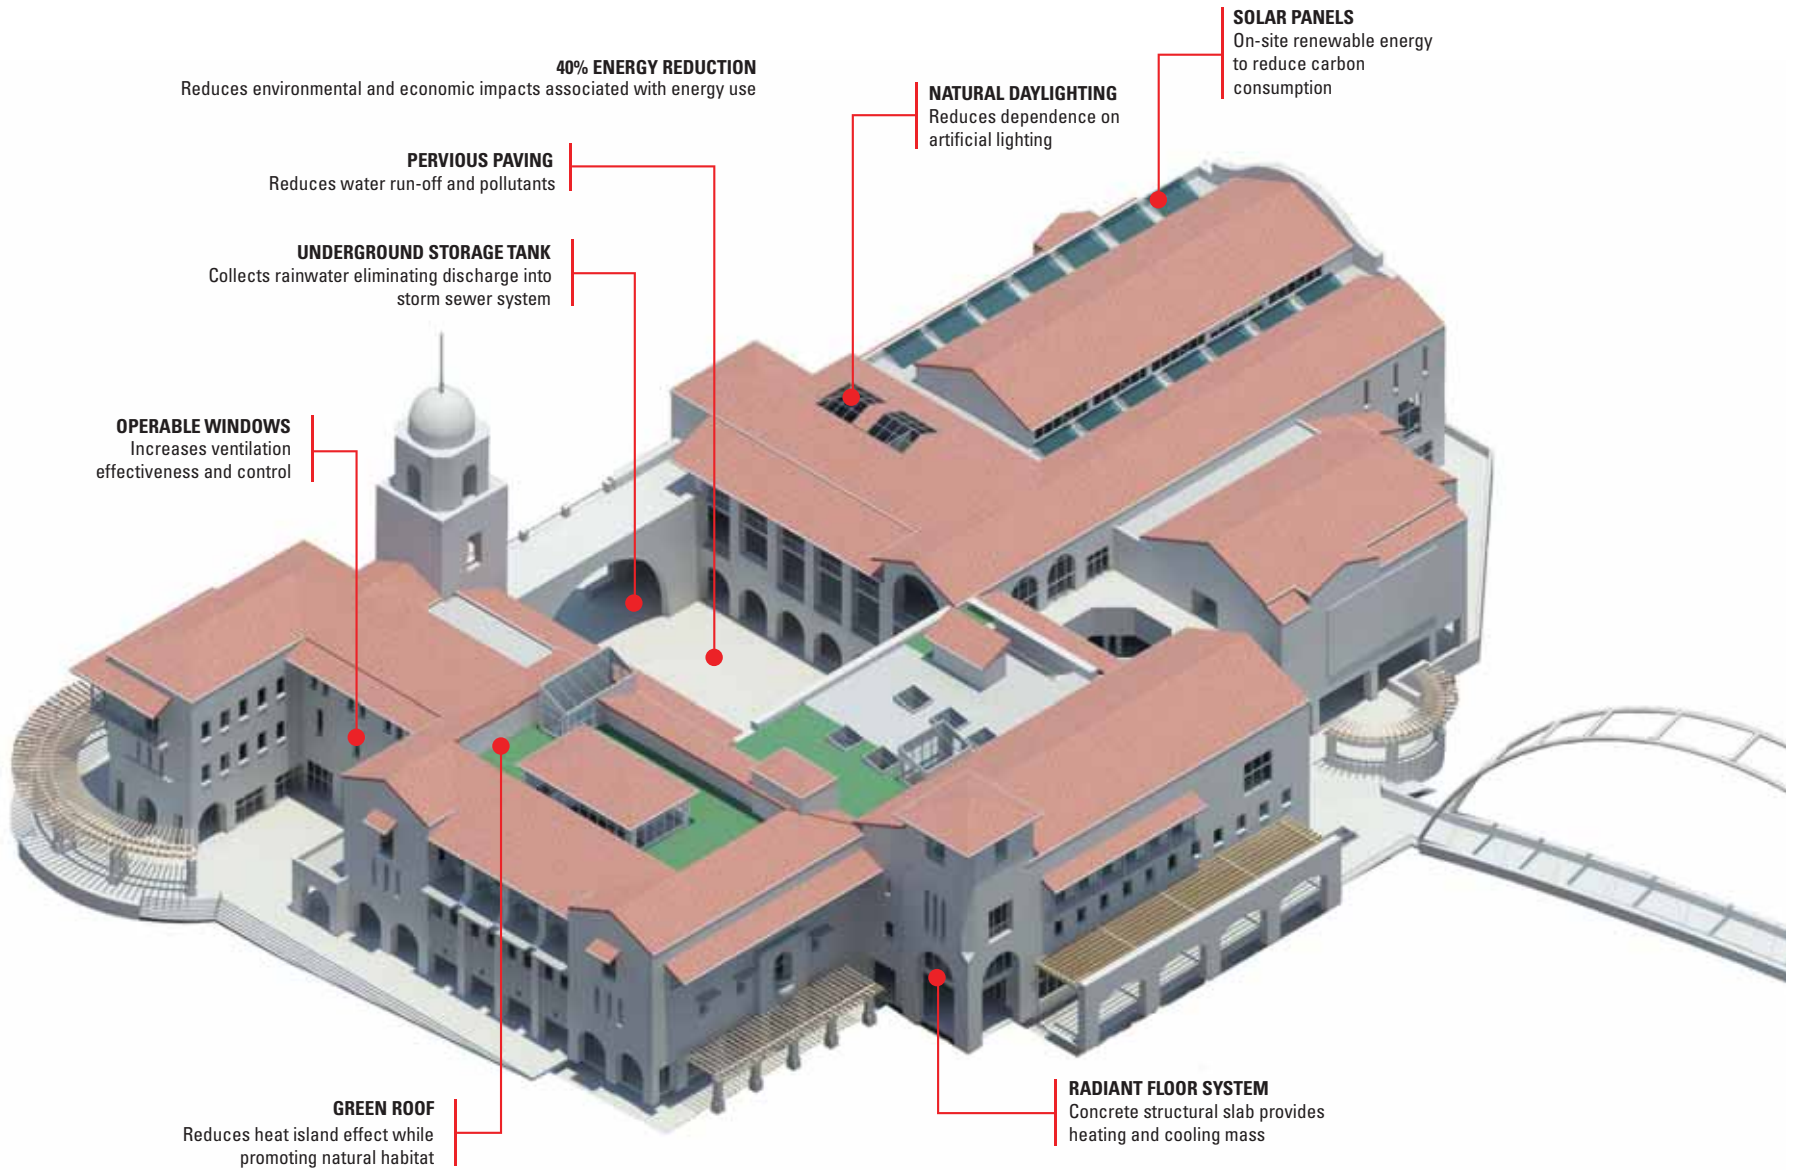 SOLAR PANELS
On-site renewable energy
to reduce carbon
consumption
40% ENERGY REDUCTION
Reduces environmental and economic impacts associated with energy use
NATURAL DAYLIGHTING
Reduces dependence on
artificial lighting
PERVIOUS PAVING
Reduces water run-off and pollutants
UNDERGROUND STORAGE TANK
Collects rainwater eliminating discharge into
storm sewer system
OPERABLE WINDOWS
Increases ventilation
effectiveness and control
RADIANT FLOOR SYSTEM
Concrete structural slab provides
heating and cooling mass
GREEN ROOF
Reduces heat island effect while
promoting natural habitat